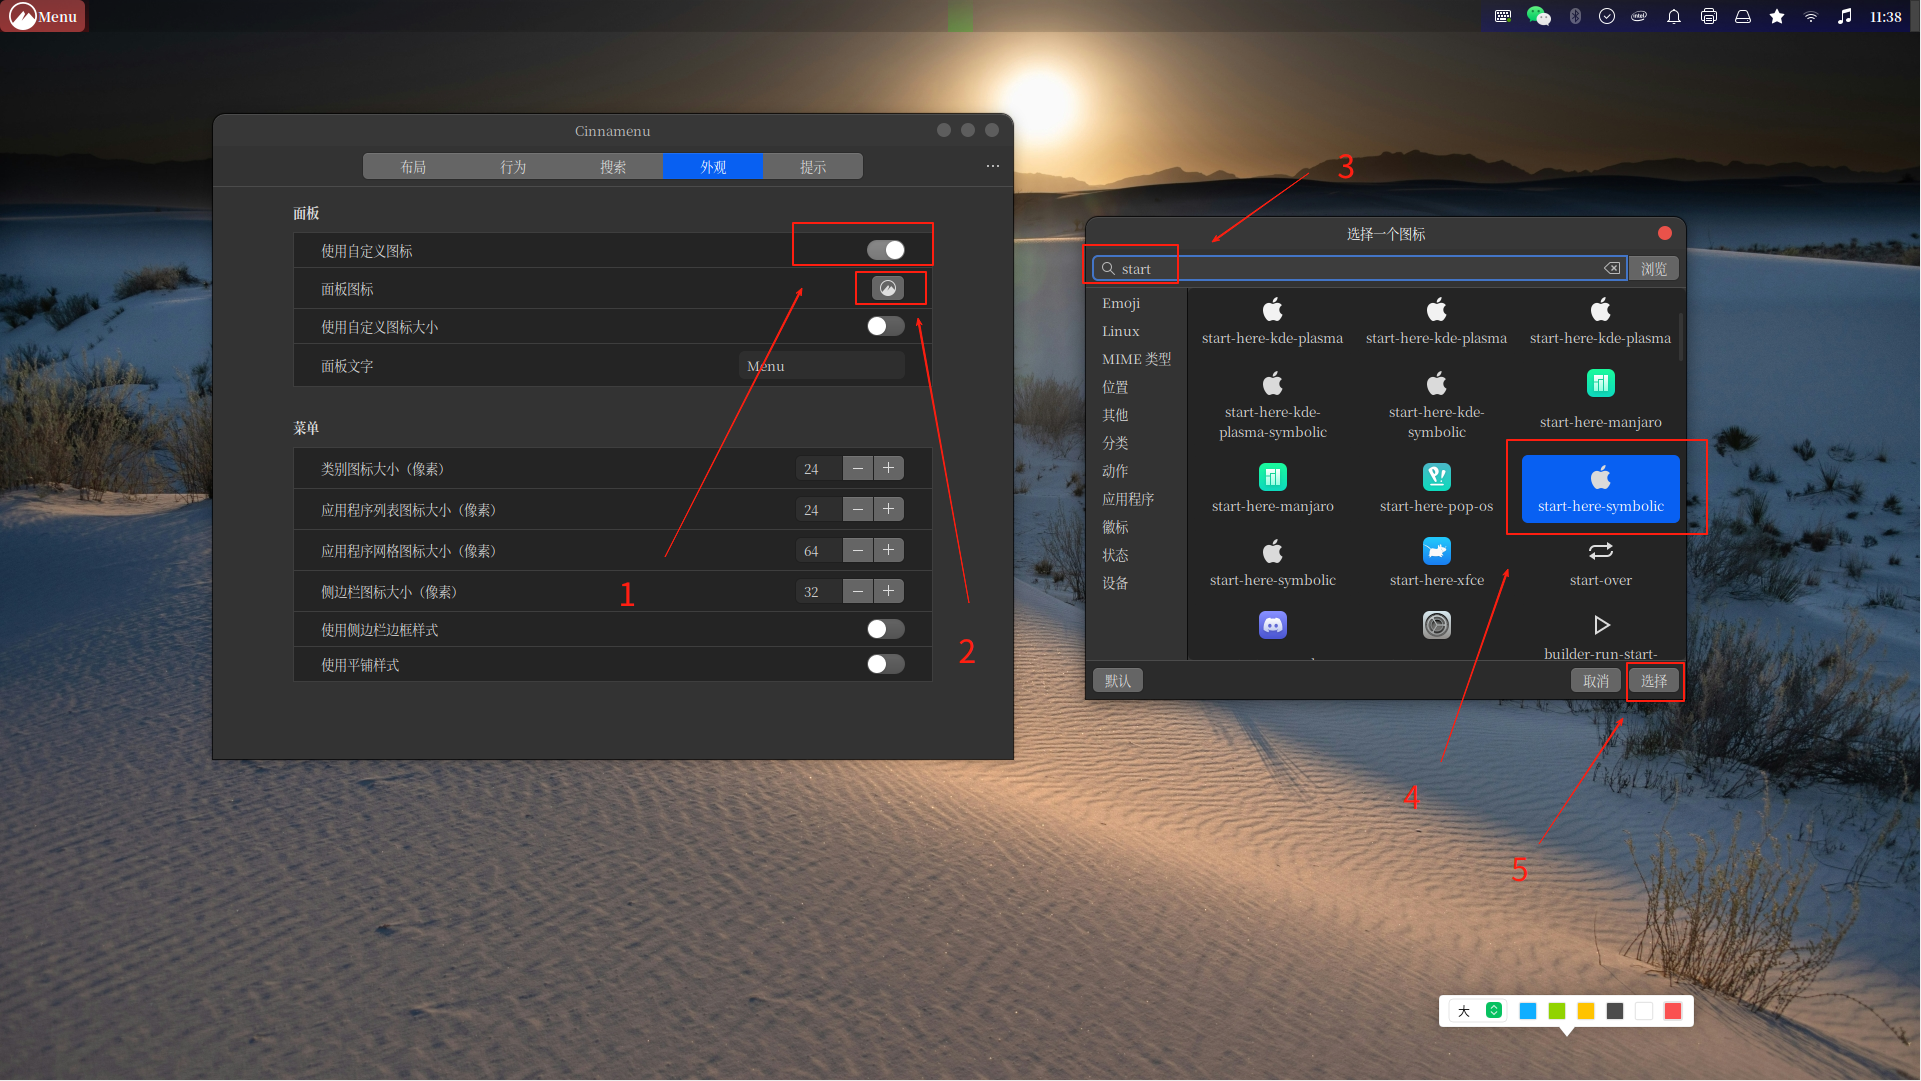 Menu
intel
11:38
Cinnamenu
布局
行为
搜索
外观
提示
面板
使用自定义图标
面板图标
使用自定义图标大小
面板文字
Menu
菜单
类别图标大小（像素）
24
应用程序列表图标大小（像素）
24
应用程序网格图标大小（像素）
64
侧边栏图标大小（像素）
32
使用侧边栏边框样式
使用平铺样式
1
2
3
选择一个图标
start
浏览
Emoji
Linux
MIME 类型
位置
其他
分类
动作
应用程序
徽标
状态
设备
start-here-kde-plasma
start-here-kde-plasma
start-here-kde-plasma
start-here-kde-
plasma-symbolic
start-here-kde-
symbolic
start-here-manjaro
start-here-manjaro
start-here-pop-os
start-here-symbolic
start-here-symbolic
start-here-xfce
start-over
builder-run-start-
默认
取消
选择
4
5
大